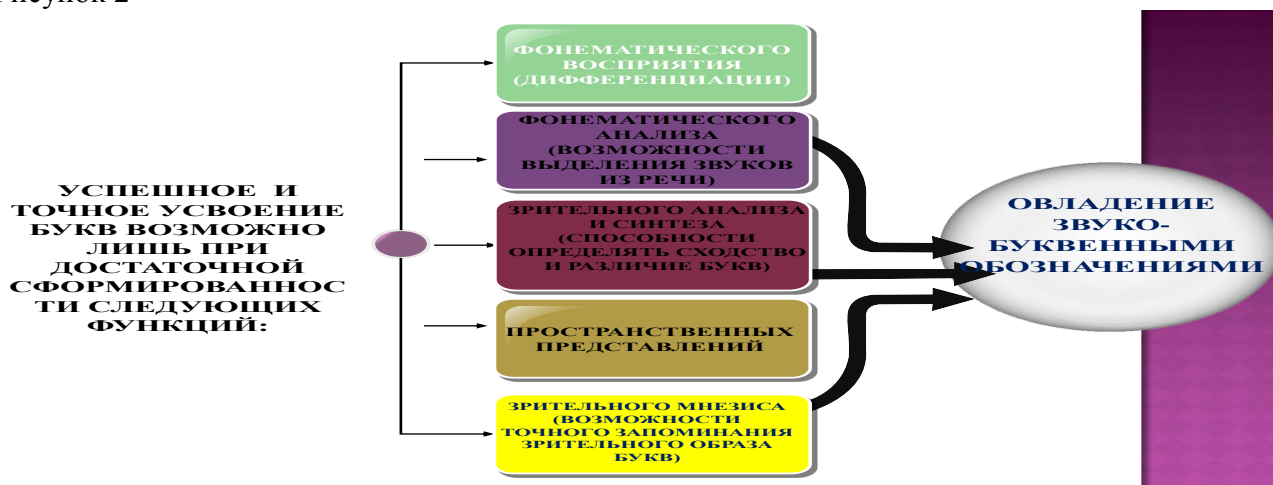 УСПЕШНОЕ И
ТОЧНОЕ УСВОЕНИЕ
БУКВ ВОЗМОЖНО
ЛИШЬ ПРИ
ДОСТАТОЧНОЙ
СФОРМИРОВАННОС
ТИ СЛЕДУЮЩИХ
ФУНКЦИЙ:
ФОНЕМАТИЧЕСКОГО
ВОСПРИЯТИЯ
(ДИФФЕРЕНЦИАЦИИ)
ФОНЕМАТИЧЕСКОГО
АНАЛИЗА
(ВОЗМОЖНОСТИ
ВЫДЕЛЕНИЯ ЗВУКОВ
ИЗ РЕЧИ)
ЗРИТЕЛЬНОГО АНАЛИЗА
И СИНТЕЗА
(СПОСОБНОСТИ
ОПРЕДЕЛЯТЬ СХОДСТВО
И РАЗЛИЧИЕ БУКВ)
ПРОСТРАНСТВЕННЫХ
ПРЕДСТАВЛЕНИЙ
ЗРИТЕЛЬНОГО МНЕЗИСА
(ВОЗМОЖНОСТИ
ТОЧНОГО ЗАПОМИНАНИЯ
ЗРИТЕЛЬНОГО ОБРАЗА
БУКВ)
ОВЛАДЕНИЕ
ЗВУКО-
БУКВЕННЫМИ
ОБОЗНАЧЕНИЯМИ